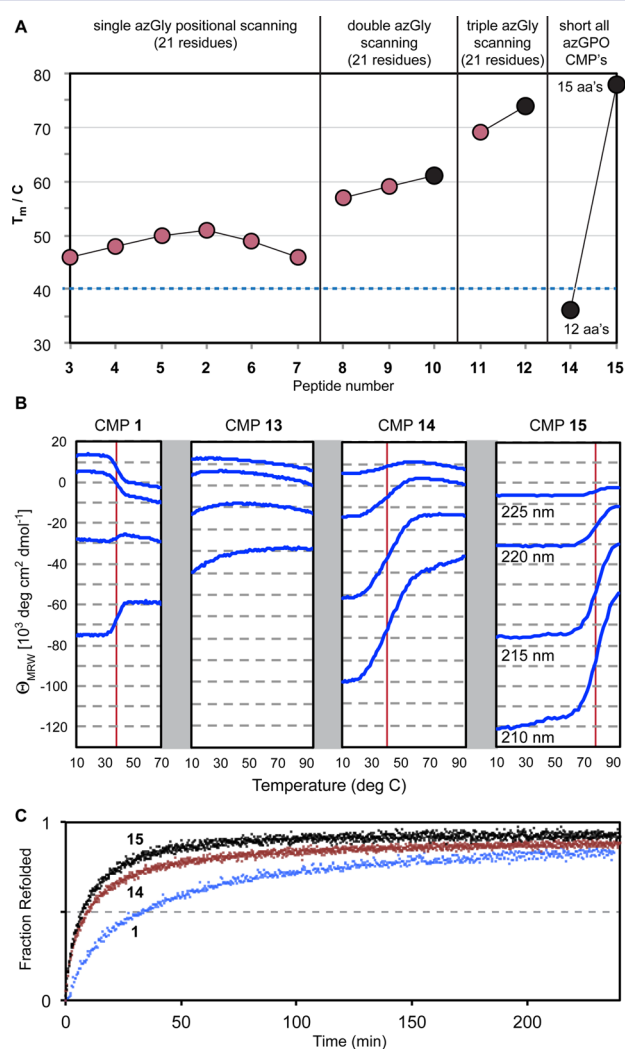 A
single azGly positional scanning
(21 residues)
double azGly
scanning
(21 residues)
triple azGly
scanning
(21 residues)
short all
azGPO
CMP's
80
70
60
50
40
30
Tm / C
15 aa's
12 aa's
3 4 5 2 6 7 8 9 10 11 12 14 15
Peptide number
B
CMP 1 CMP 13 CMP 14 CMP 15
20
0
-20
-40
-60
-80
-100
-120
ΘMRW [10³ deg cm² dmol⁻¹]
225 nm
220 nm
215 nm
210 nm
10 30 50 70 10 30 50 70 90 10 30 50 70 90 10 30 50 70 90
Temperature (deg C)
C
1
0
Fraction Refolded
15
14
1
0 50 100 150 200
Time (min)